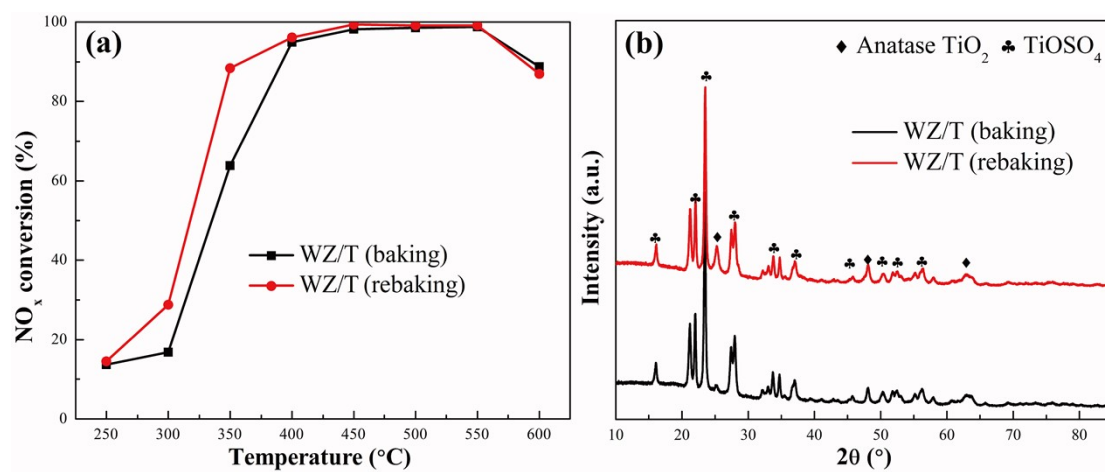 (a)
NOx conversion (%)
100
80
60
40
20
0
WZ/T (baking)
WZ/T (rebaking)
250 300 350 400 450 500 550 600
Temperature (°C)
(b)
♦ Anatase TiO2 ♣ TiOSO4
WZ/T (baking)
WZ/T (rebaking)
Intensity (a.u.)
10 20 30 40 50 60 70 80
2θ (°)